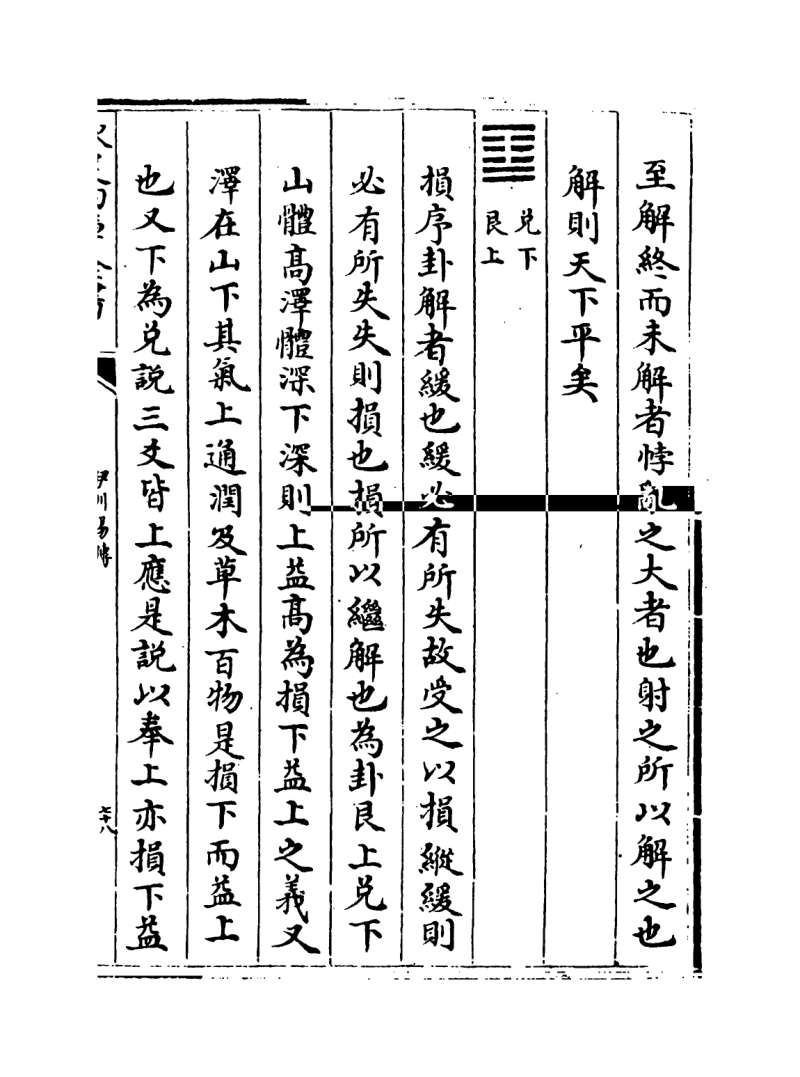 至解終而未解者悖亂之大者也射之所以解之也
解則天下平矣
䷨兑下
艮上
損序卦解者緩也緩必有所失故受之以損縱緩則
必有所失失則損也損所以繼解也為卦艮上兑下
山體高澤體深下深則上益高為損下益上之義又
澤在山下其氣上通潤及草木百物是損下而益上
也又下為兑說三爻皆上應是說以奉上亦損下益
伊川易傳
六十八